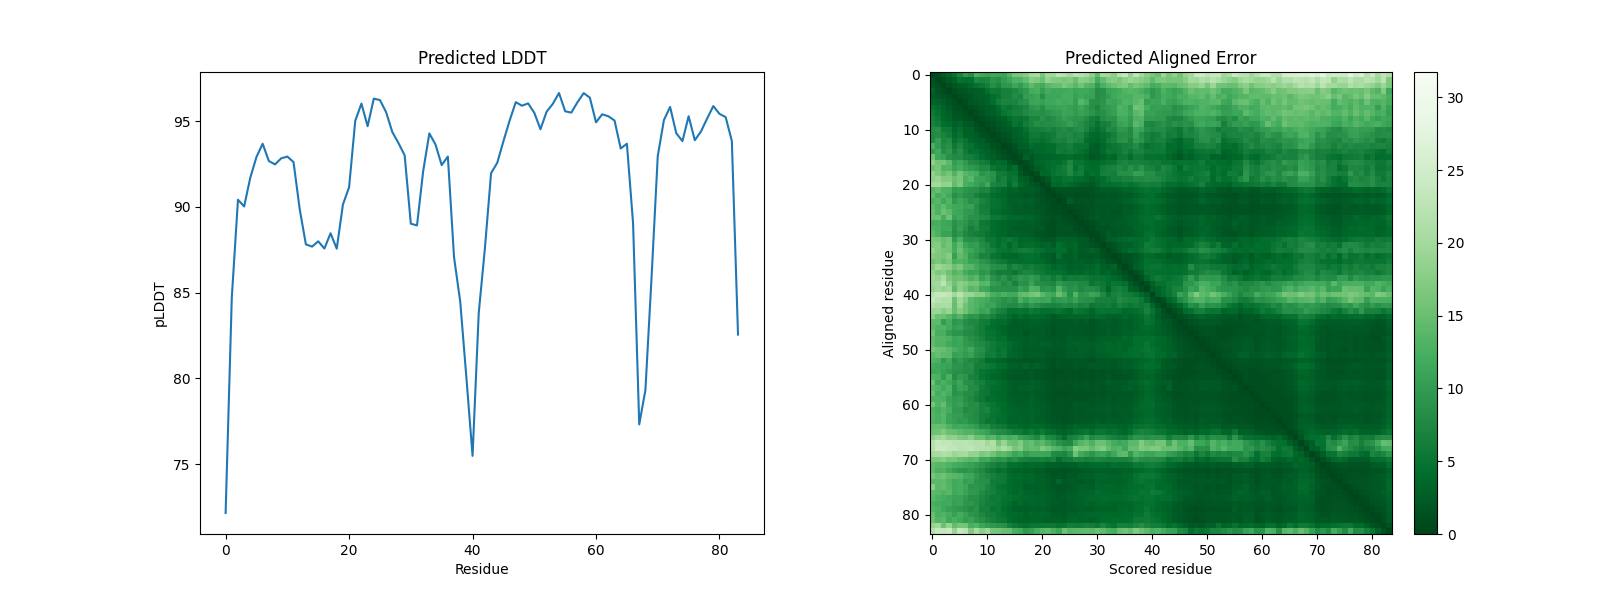 Predicted LDDT
95
90
85
80
75
pLDDT
0 20 40 60 80
Residue
Predicted Aligned Error
0
10
20
30
40
50
60
70
80
Aligned residue
0 10 20 30 40 50 60 70 80
Scored residue
30
25
20
15
10
5
0